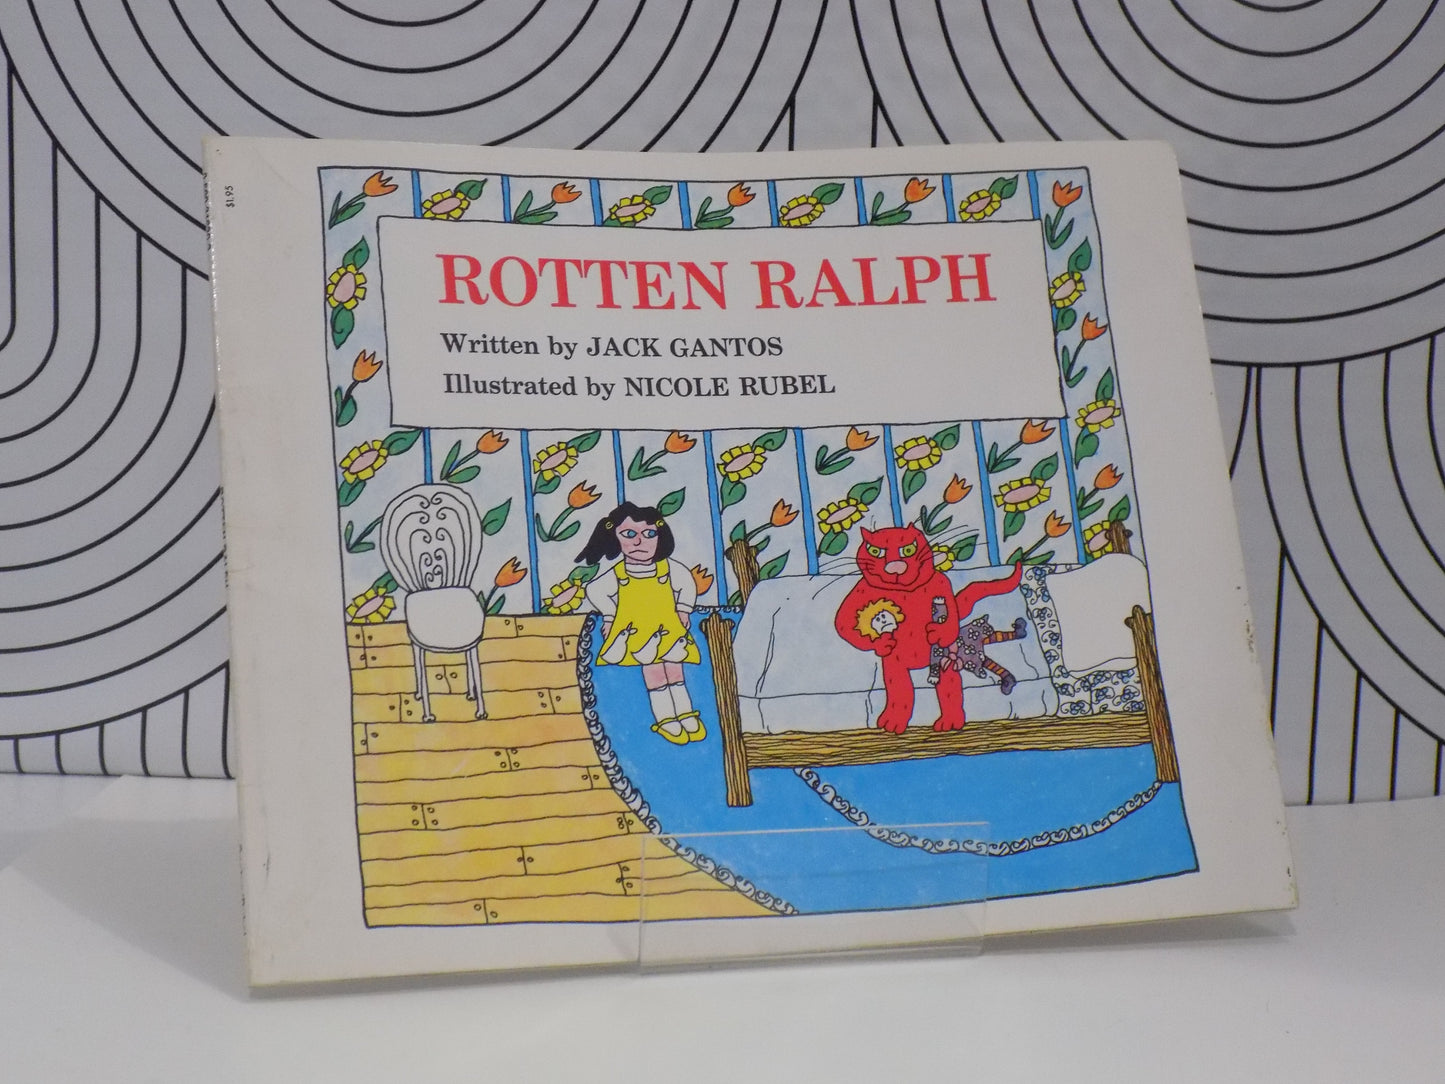 $1.95
ROTTEN RALPH
Written by JACK GANTOS
Illustrated by NICOLE RUBEL